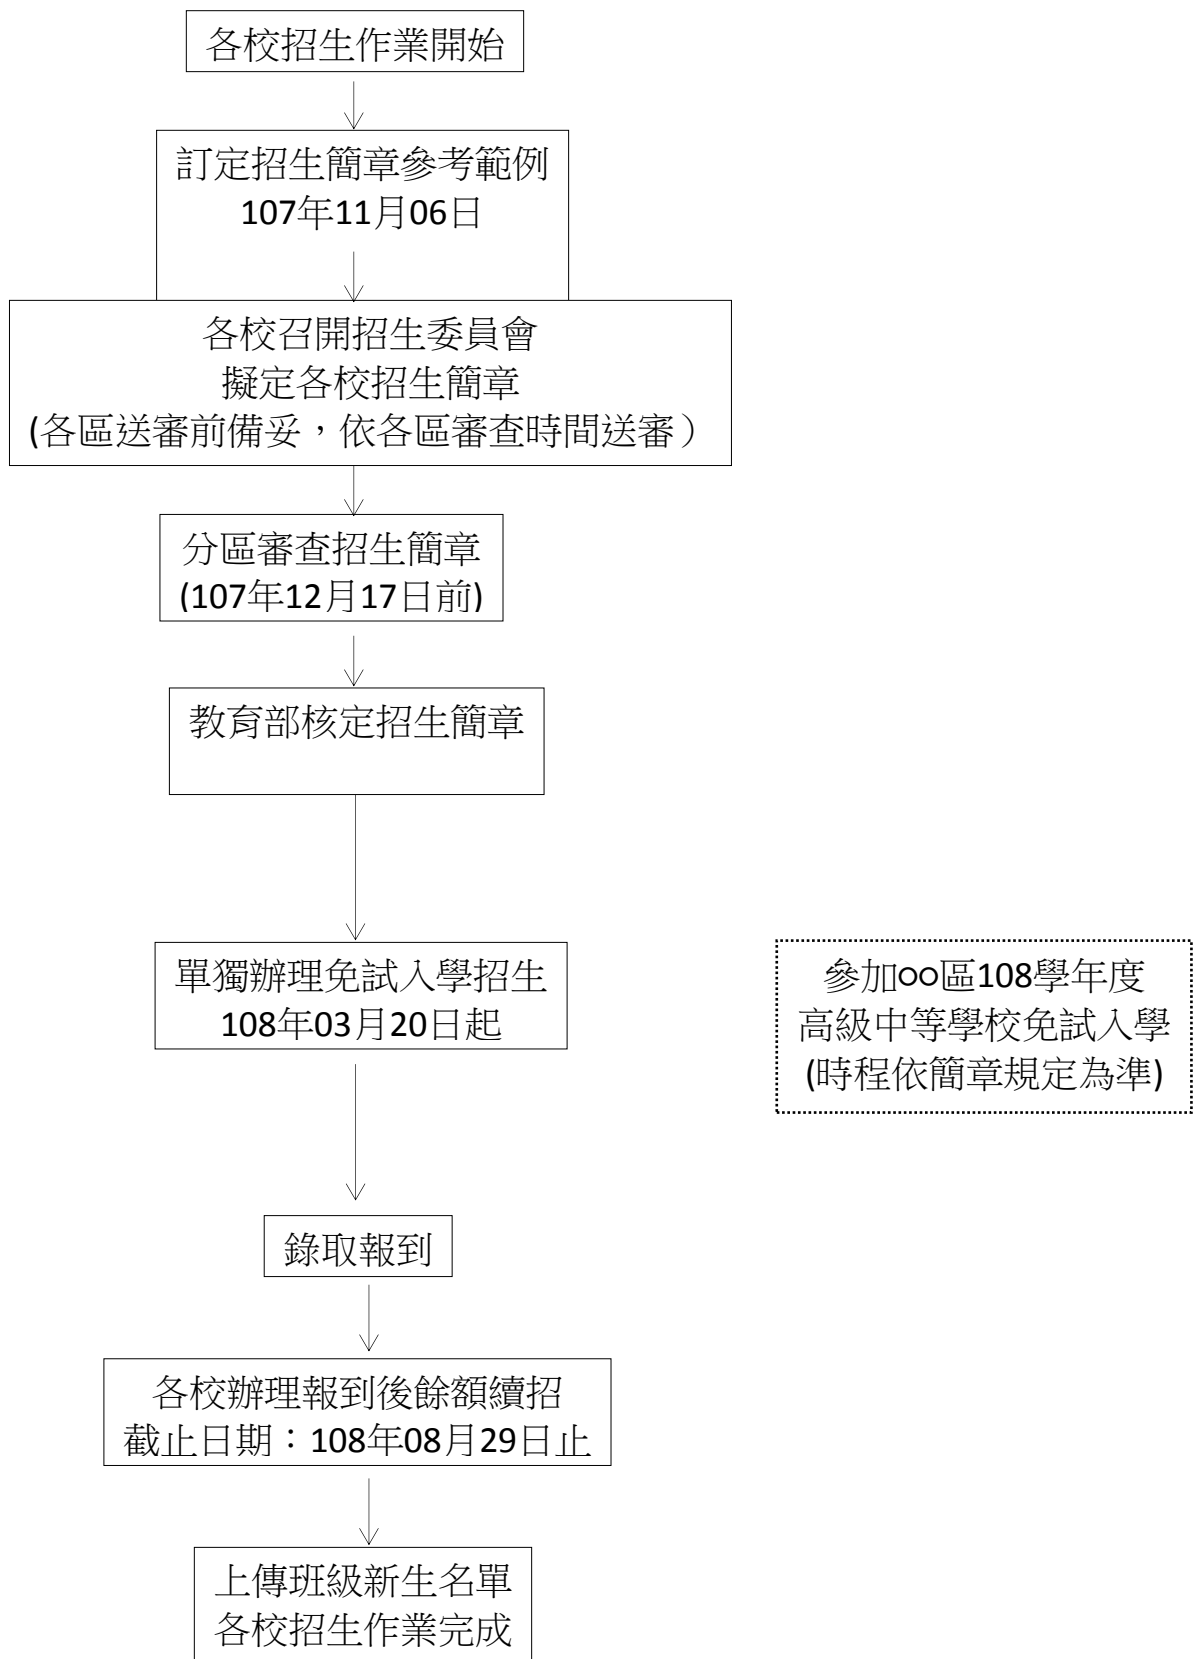 各校招生作業開始
訂定招生簡章參考範例
107年11月06日
各校召開招生委員會
擬定各校招生簡章
(各區送審前備妥，依各區審查時間送審）
分區審查招生簡章
(107年12月17日前)
教育部核定招生簡章
單獨辦理免試入學招生
108年03月20日起
參加oo區108學年度
高級中等學校免試入學
(時程依簡章規定為準)
錄取報到
各校辦理報到後餘額續招
截止日期：108年08月29日止
上傳班級新生名單
各校招生作業完成